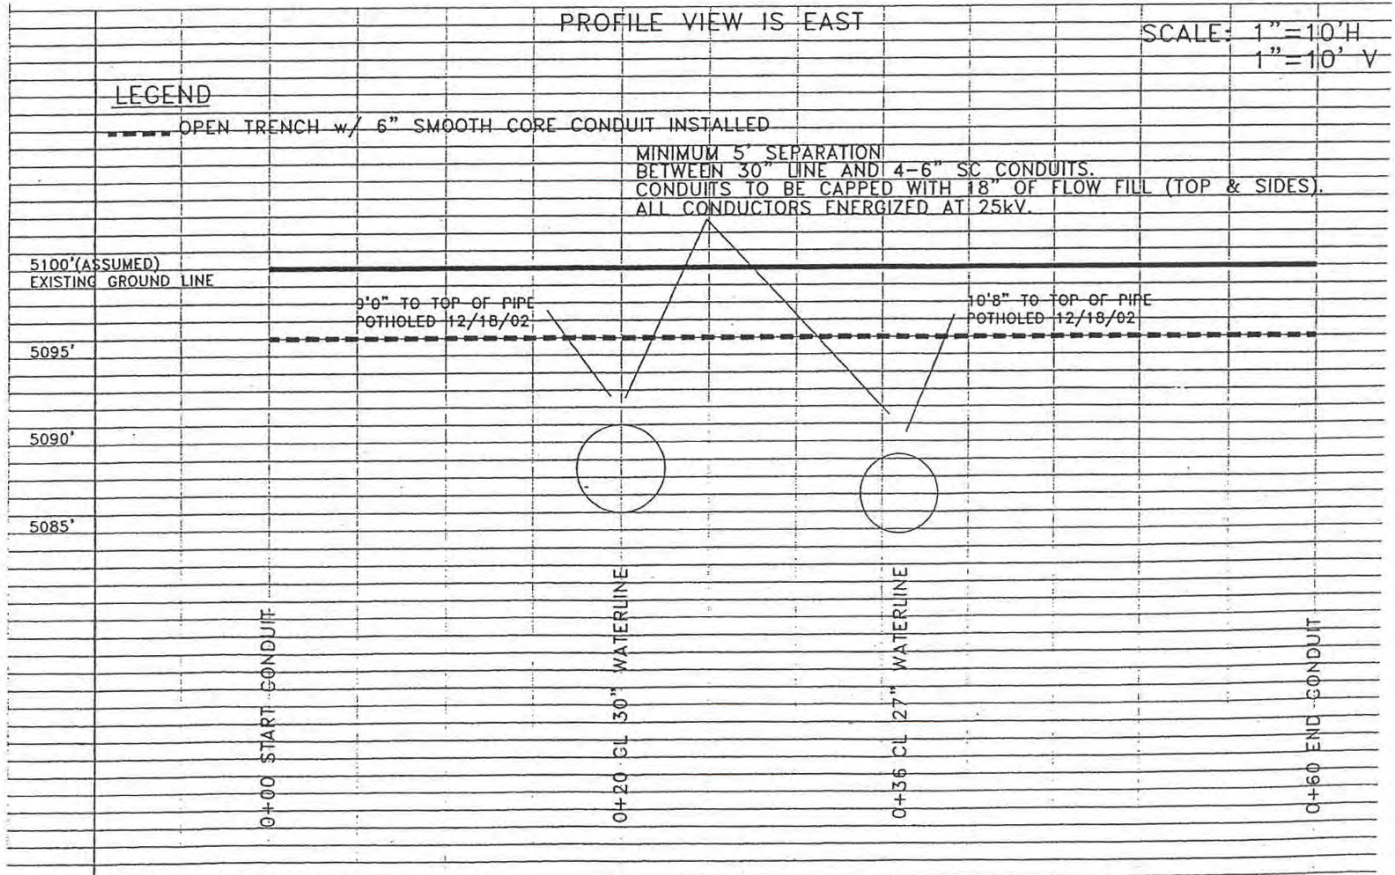 PROFILE VIEW IS EAST
SCALE: 1"=10'H
1"=10' V
LEGEND
OPEN TRENCH w/ 6" SMOOTH CORE CONDUIT INSTALLED
MINIMUM 5' SEPARATION
BETWEEN 30" LINE AND 4-6" SC CONDUITS.
CONDUITS TO BE CAPPED WITH 18" OF FLOW FILL (TOP & SIDES).
ALL CONDUCTORS ENERGIZED AT 25kV.
5100'(ASSUMED)
EXISTING GROUND LINE
9'0" TO TOP OF PIPE
POTHOLED 12/18/02
10'8" TO TOP OF PIPE
POTHOLED 12/18/02
5095'
5090'
5085'
0+00 START CONDUIT
0+20 CL 30" WATERLINE
0+36 CL 27" WATERLINE
0+60 END CONDUIT